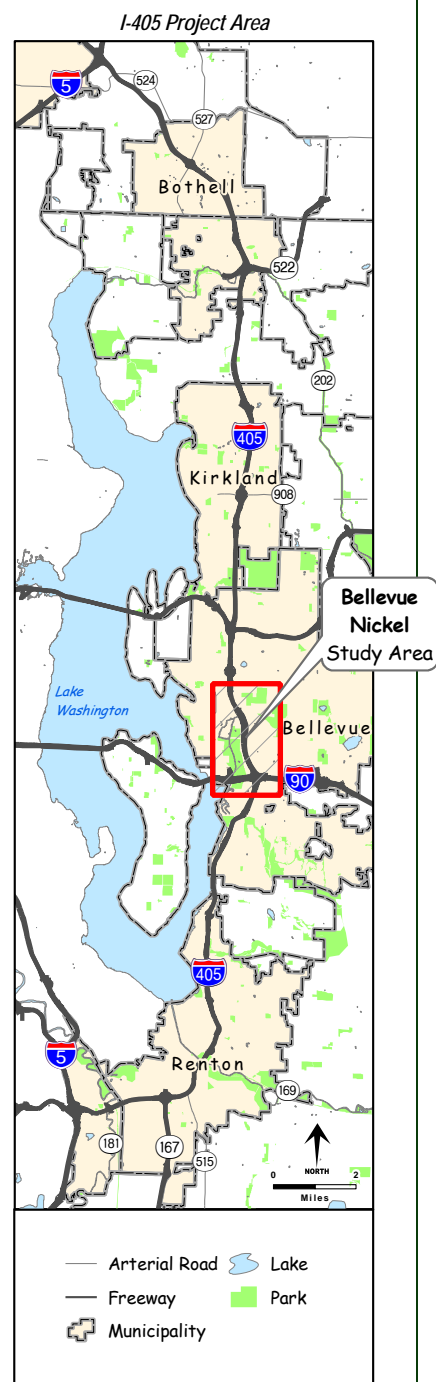 I-405 Project Area
5
524
527
Bothell
522
202
405
Kirkland
908
Bellevue
Nickel
Study Area
Lake
Washington
Bellevue
90
405
5
Renton
169
181
167
515
NORTH
0 2
Miles
Arterial Road
Lake
Freeway
Park
Municipality